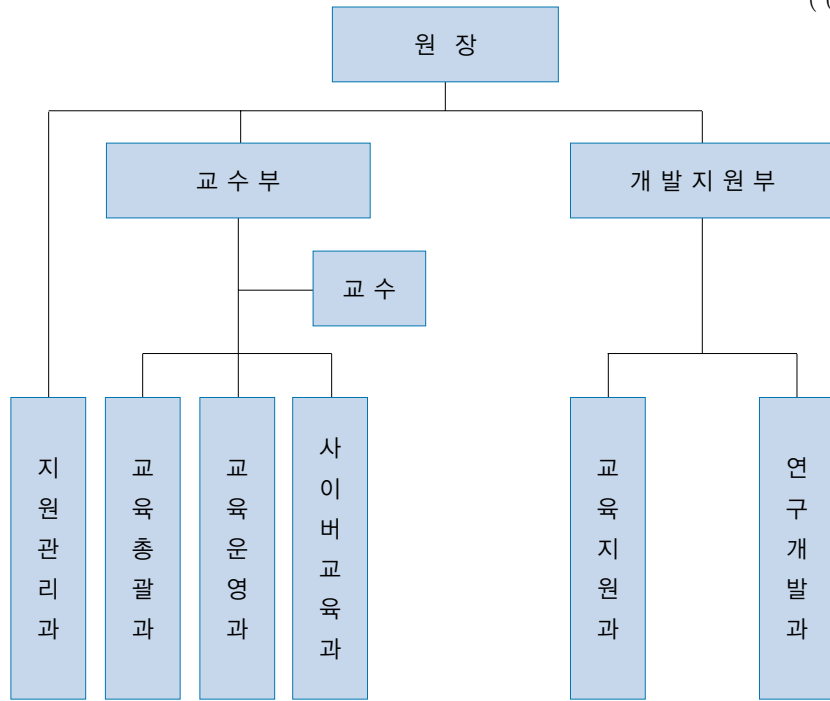 원 장
교 수 부
개 발 지 원 부
교 수
지원관리과
교육총괄과
교육운영과
사이버교육과
교육지원과
연구개발과